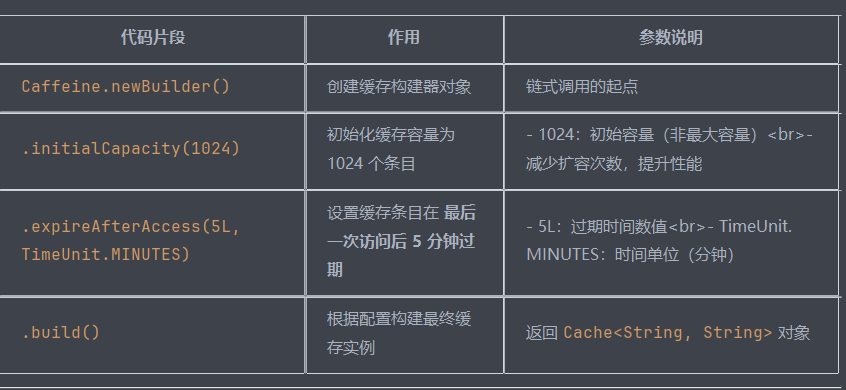 代码片段
作用
参数说明
Caffeine.newBuilder()
创建缓存构建器对象
链式调用的起点
.initialCapacity(1024)
初始化缓存容量为
1024 个条目
- 1024：初始容量（非最大容量）<br>-
减少扩容次数，提升性能
.expireAfterAccess(5L,
TimeUnit.MINUTES)
设置缓存条目在 最后
一次访问后 5 分钟过
期
- 5L：过期时间数值<br>- TimeUnit.
MINUTES：时间单位（分钟）
.build()
根据配置构建最终缓
存实例
返回 Cache<String, String> 对象